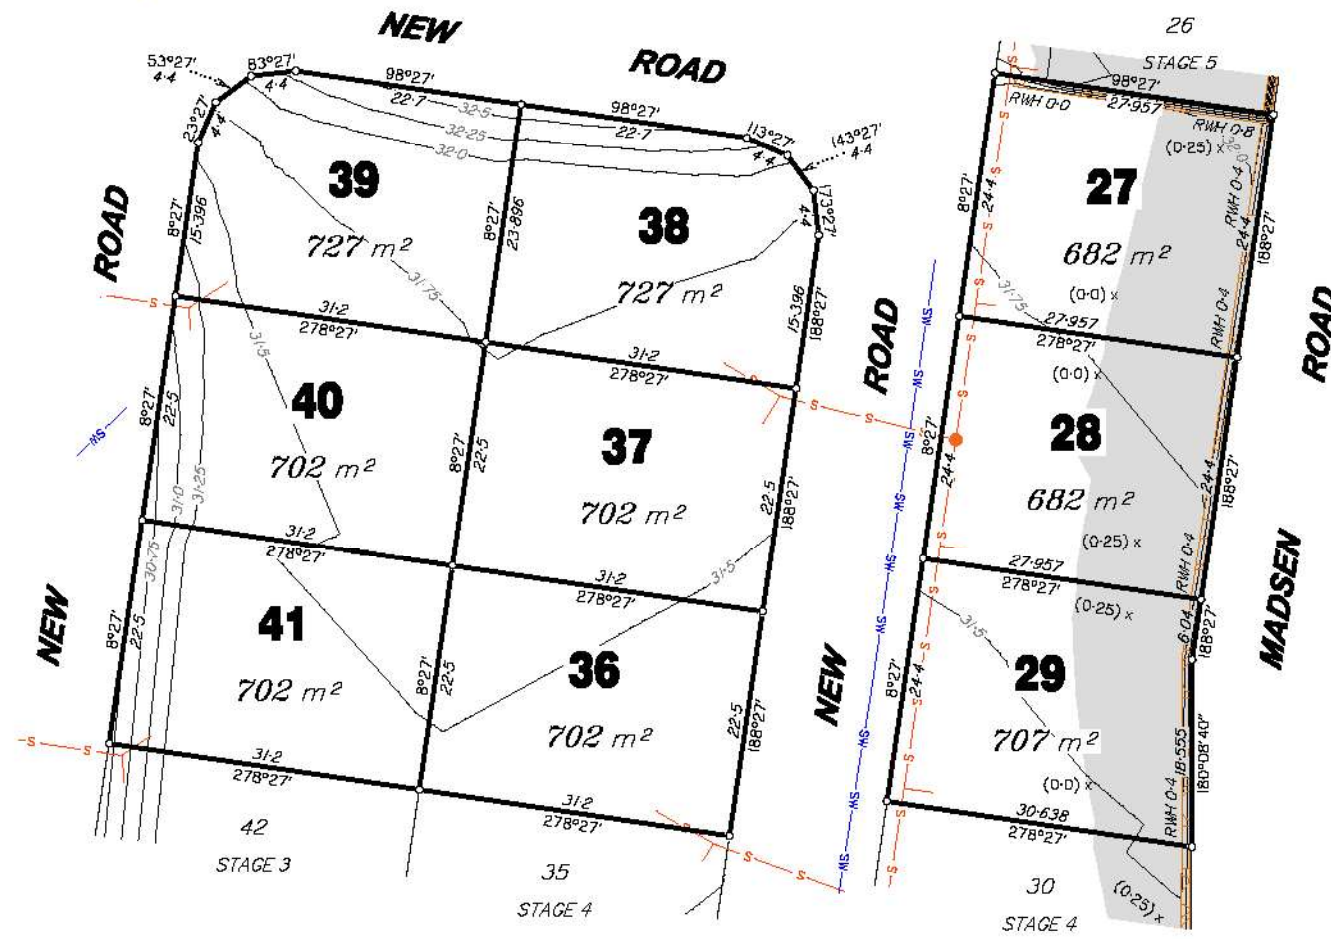 NEW
ROAD
26
STAGE 5
53°27'
4·4
83°27'
4·4
98°27'
22·7
98°27'
22·7
113°27'
4·4
143°27'
4·4
98°27'
27·957
RWH 0·0
RWH 0·8
(0·25) x
23°27'
4·4
32·5
32·25
32·0
173°27'
4·4
39
727 m²
38
727 m²
27
682 m²
(0·0) x
ROAD
8°27'
15·396
8°27'
23·896
15·396
188°27'
8°27'
24·4
RWH 0·4
24·4
188°27'
31·75
31·75
31·2
278°27'
31·2
278°27'
27·957
278°27'
RWH 0·4
ROAD
ROAD
S
S
S
S
S
SW
SW
31·5
40
702 m²
37
702 m²
28
682 m²
(0·0) x
(0·25) x
8°27'
22·5
8°27'
22·5
22·5
188°27'
8°27'
24·4
24·4
188°27'
31·0
31·25
30·75
31·2
278°27'
31·2
278°27'
31·5
27·957
278°27'
RWH 0·4
(0·25) x
6·04
188°27'
MADSEN
NEW
NEW
41
702 m²
36
702 m²
29
707 m²
(0·0) x
31·5
8°27'
22·5
8°27'
22·5
22·5
188°27'
8°27'
24·4
18·555
180°08'40"
RWH 0·4
31·2
278°27'
31·2
278°27'
30·638
278°27'
S
S
S
S
SW
SW
42
STAGE 3
35
STAGE 4
30
STAGE 4
(0·25) x